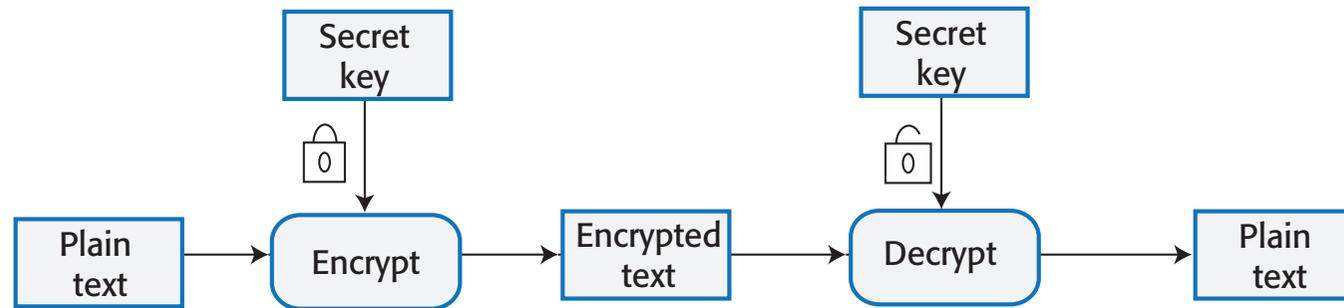 Secret
key
Secret
key
0
0
Plain
text
Encrypt
Encrypted
text
Decrypt
Plain
text